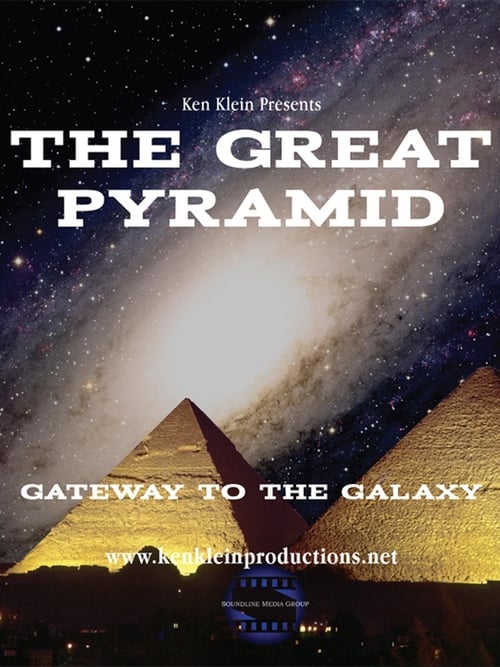 Ken Klein Presents
THE GREAT
PYRAMID
GATEWAY TO THE GALAXY
www.kenkleinproductions.net
SOUNDLINE MEDIA GROUP